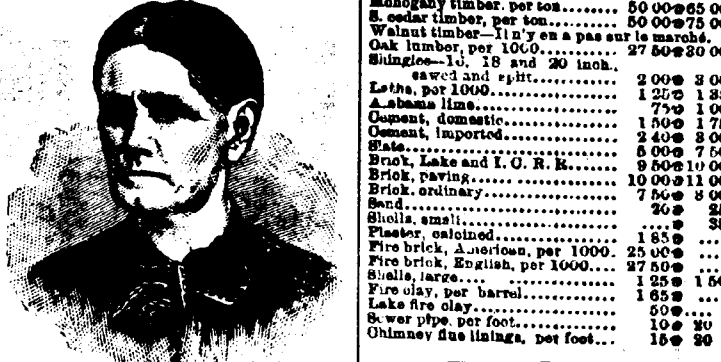 Mahogany timber, per ton........ 50 00@65 00
S. cedar timber, per ton........ 50 00@75 00
Walnut timber—Il n'y en a pas sur le marché.
Oak lumber, per 1000........ 27 50@30 00
Shingles—16, 18 and 20 inch.,
sawed and split........ 2 00@ 3 0
Laths, per 1000........ 1 25@ 1 3
Alabama lime........ 75@ 1 0
Cement, domestic........ 1 50@ 1 7
Cement, imported........ 2 40@ 3 0
Slate........ 5 00@ 7 5
Brick, Lake and I. C. R. R........ 9 50@10 0
Brick, paving........ 10 00@11 0
Brick, ordinary........ 7 50@ 8 0
Sand........
Shells, small........
Plaster, calcined........ 1 85@ ...
Fire brick, American, per 1000. 25 00@ ...
Fire brick, English, per 1000.... 27 50@ ...
Shells, large.... ........ 1 25@ 1 5
Fire clay, per barrel........ 1 65@ ...
Lake fire clay........ 50@....
Sewer pipe, per foot........ 10@ 20
Chimney flue linings, per foot... 15@ 20